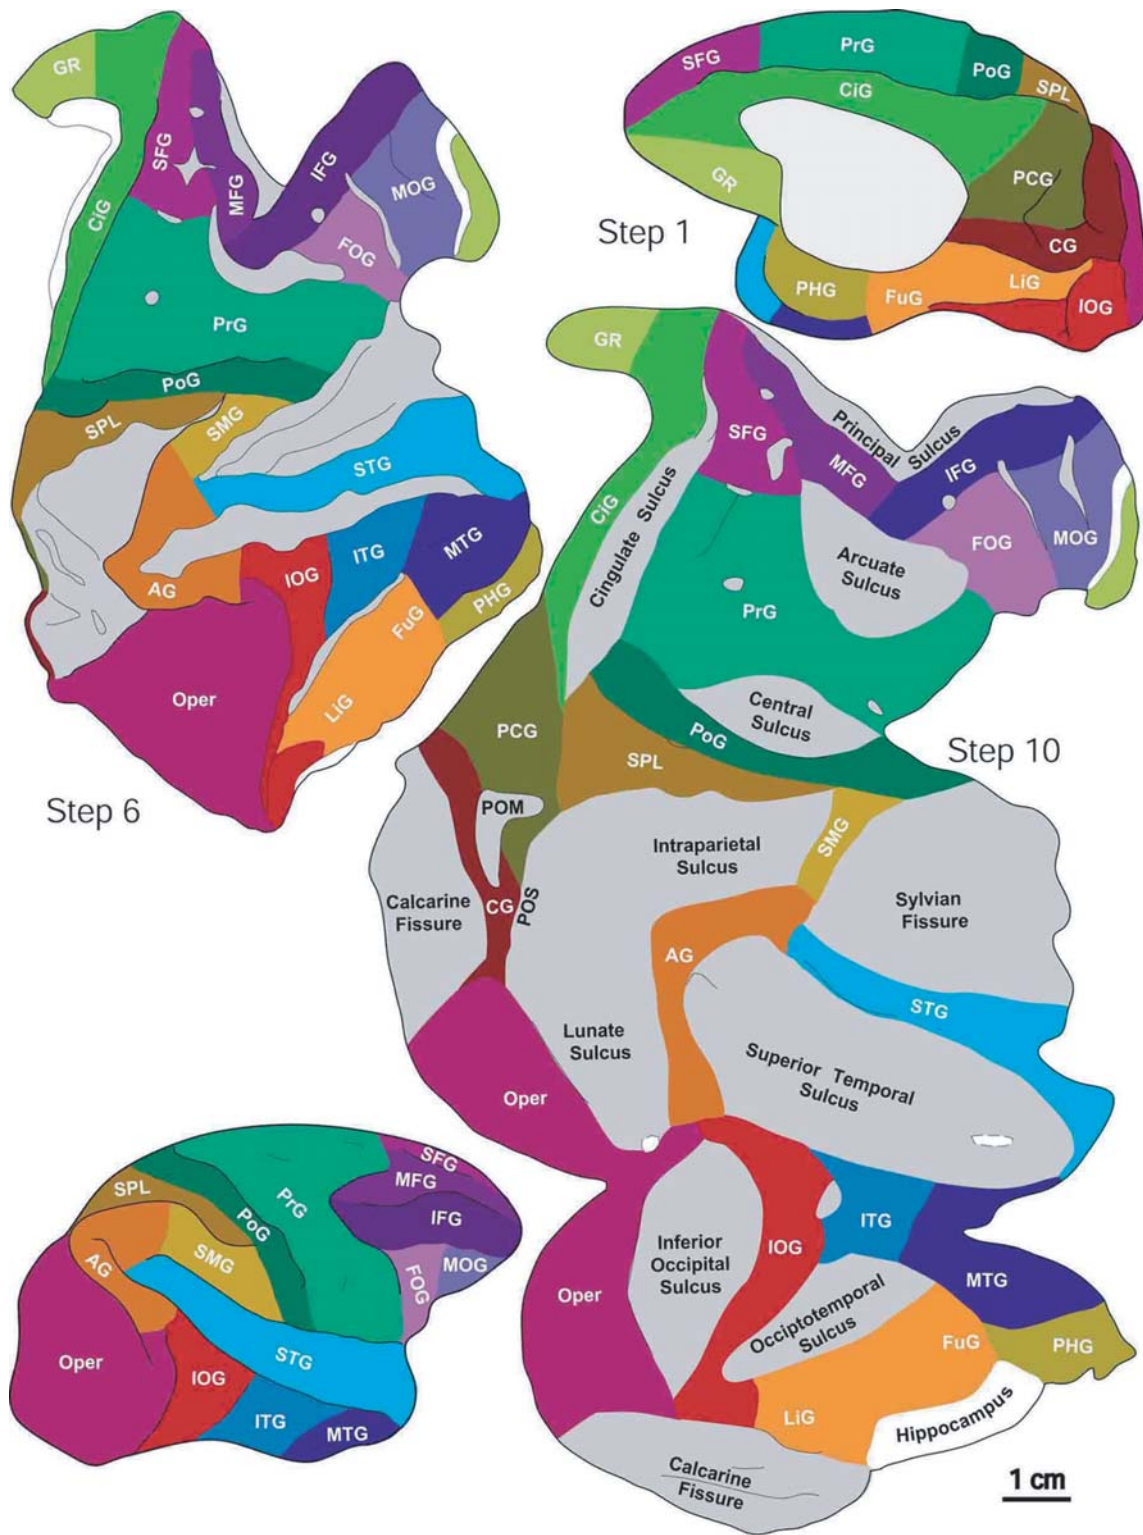 GR
SFG
MFG
IFG
MOG
CiG
FOG
PrG
PoG
SPL
SMG
STG
AG
IOG
ITG
MTG
PHG
FuG
LiG
Oper
Step 6
SFG
PrG
PoG
SPL
CiG
GR
PCG
CG
PHG
FuG
LiG
IOG
Step 1
GR
CiG
Cingulate Sulcus
SFG
MFG
Principal Sulcus
IFG
FOG
MOG
Arcuate
Sulcus
PrG
Central
Sulcus
PoG
Step 10
PCG
SPL
POM
Intraparietal
Sulcus
SMG
Calcarine
Fissure
CG
POS
Sylvian
Fissure
AG
STG
Lunate
Sulcus
Superior Temporal
Sulcus
Oper
ITG
Inferior
Occipital
Sulcus
IOG
MTG
Oper
Occiptotemporal
Sulcus
FuG
PHG
LiG
Hippocampus
Calcarine
Fissure
1 cm
SFG
MFG
SPL
PrG
PoG
IFG
AG
SMG
FOG
MOG
Oper
STG
IOG
ITG
MTG